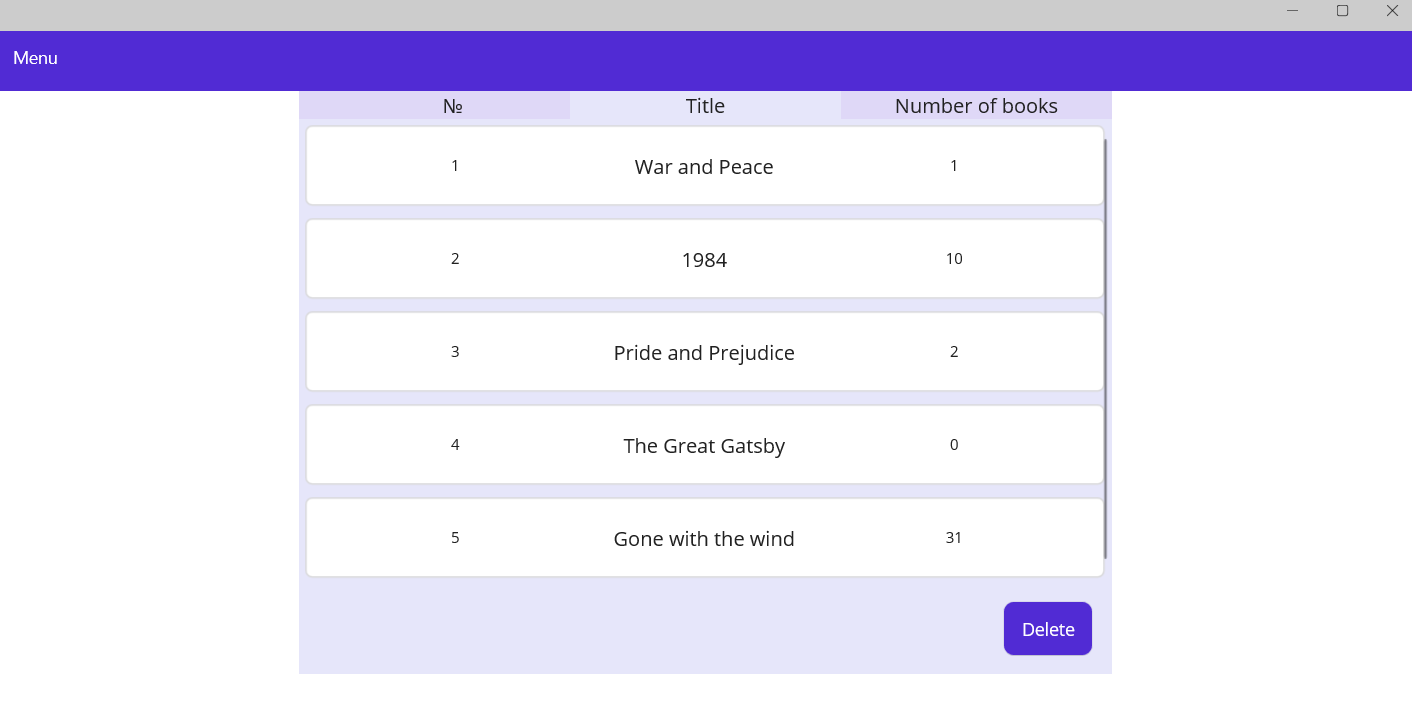 Menu
№ Title Number of books
1 War and Peace 1
2 1984 10
3 Pride and Prejudice 2
4 The Great Gatsby 0
5 Gone with the wind 31
Delete